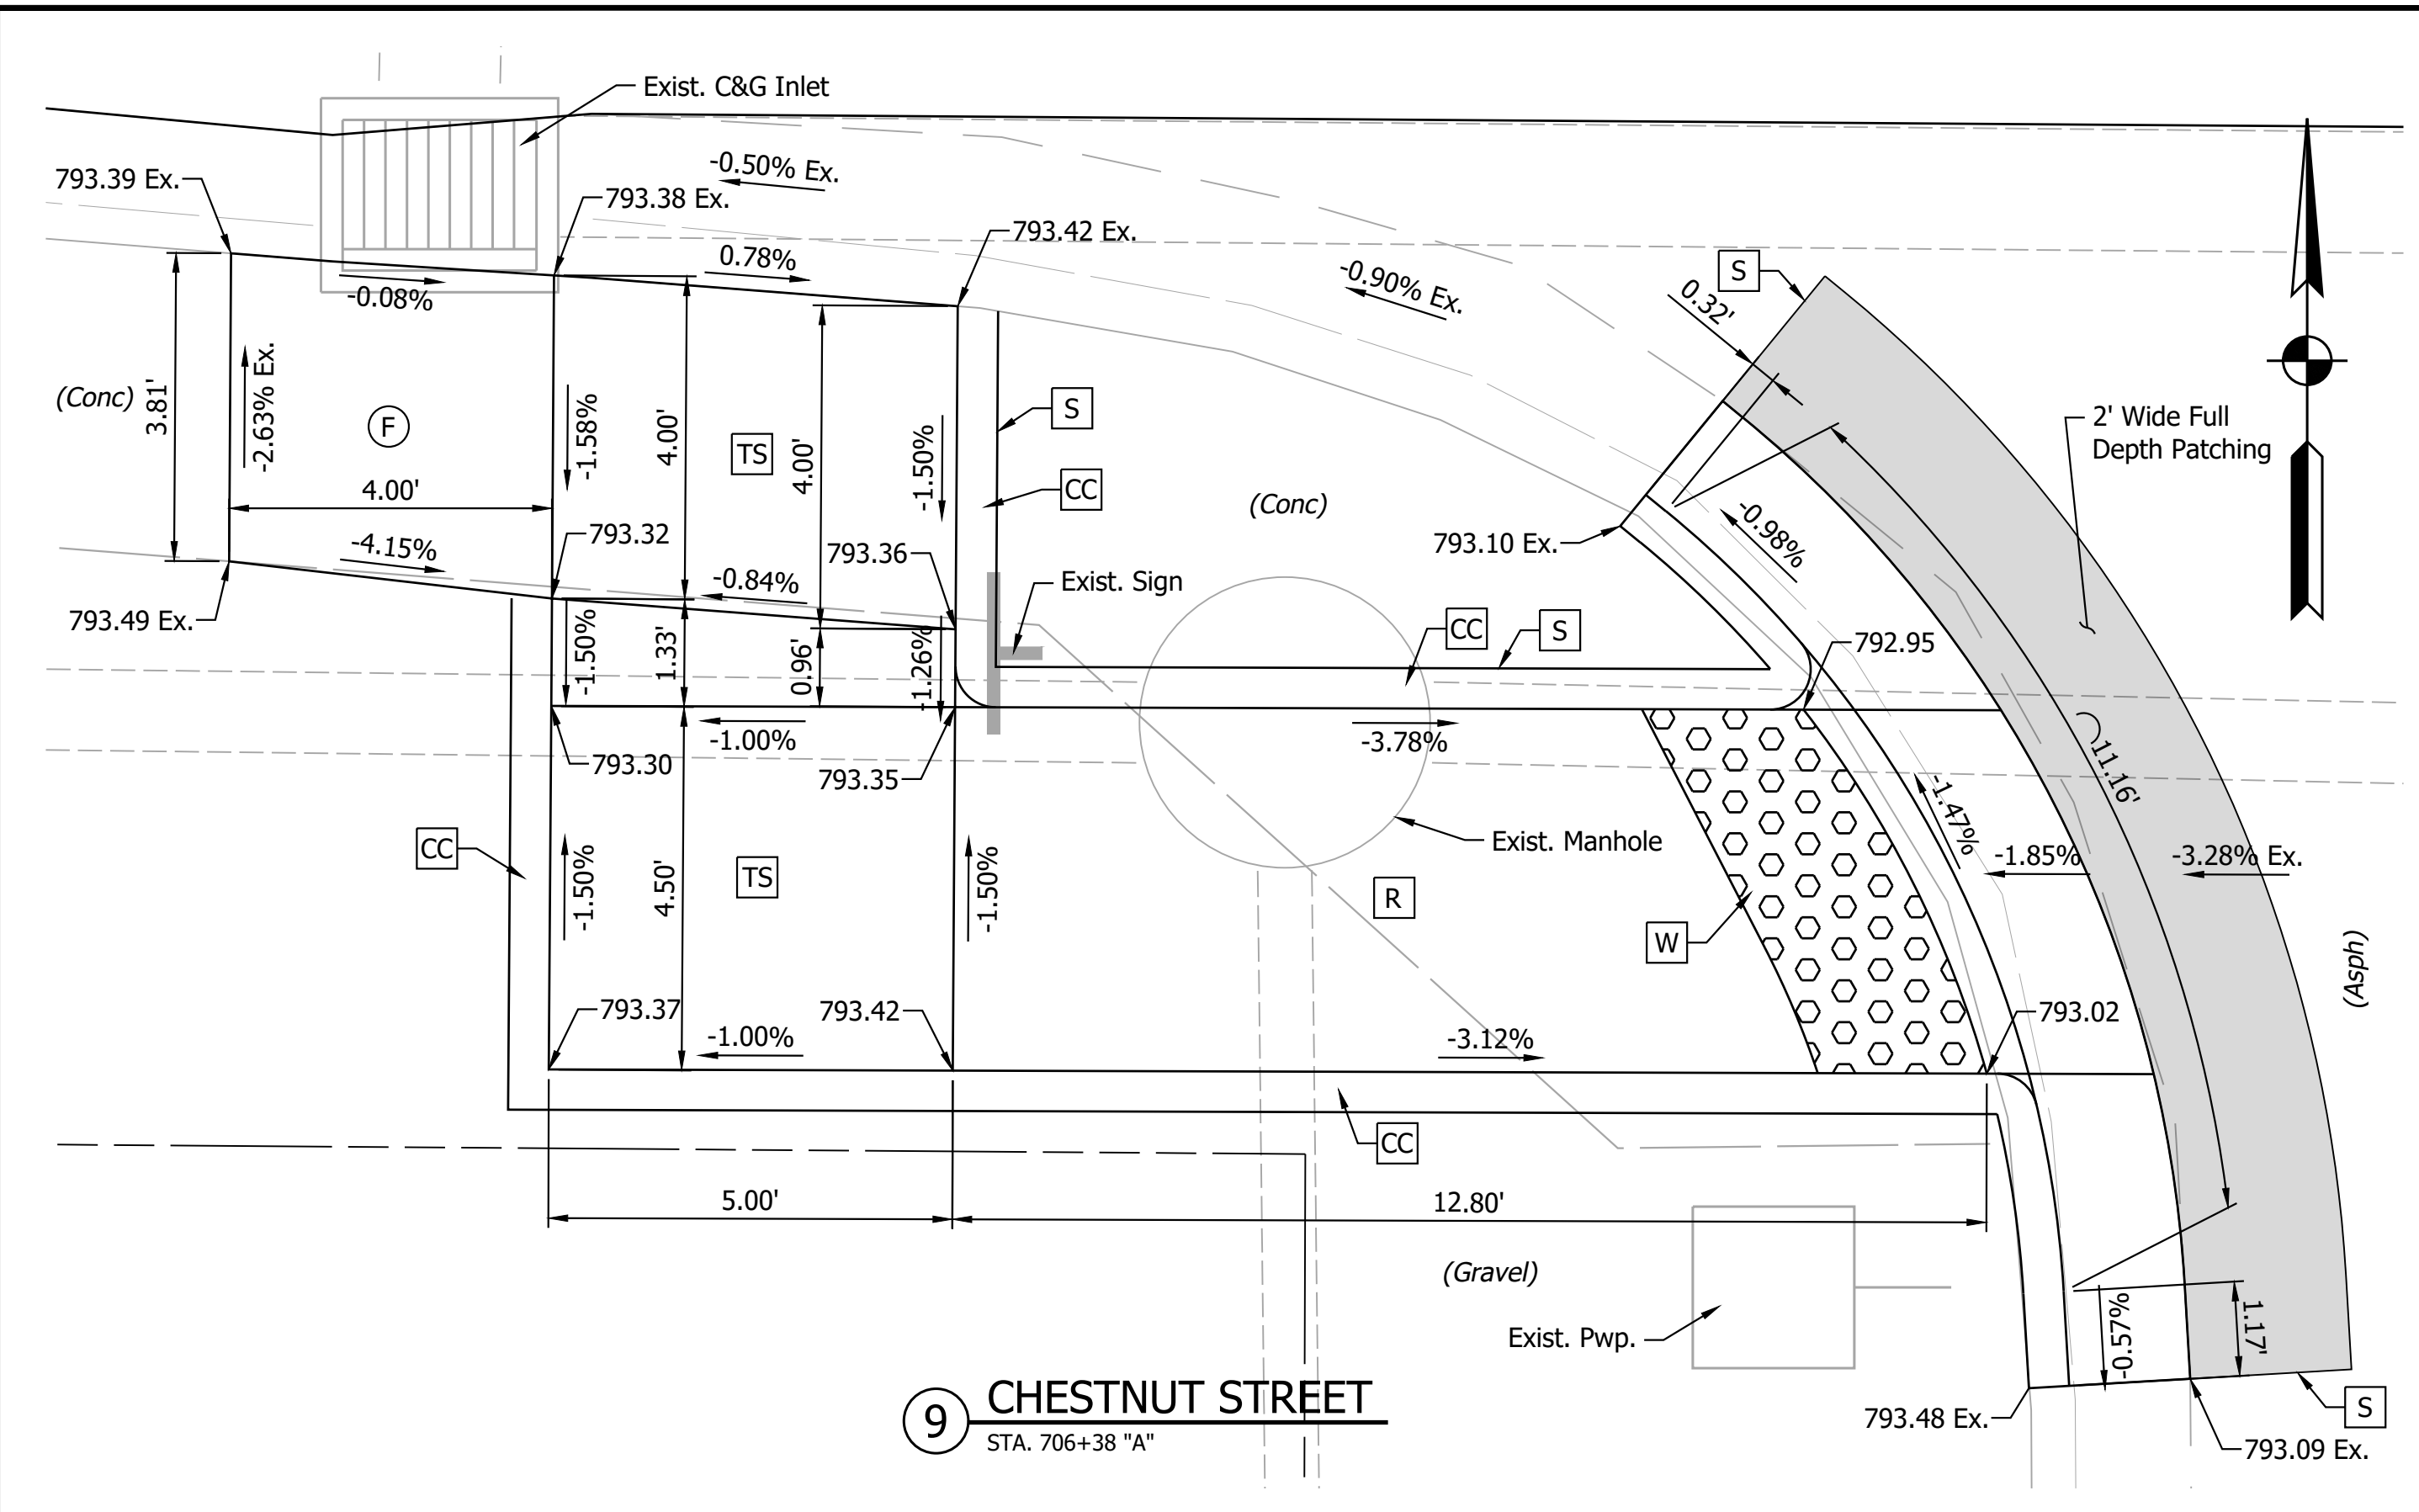 Exist. C&G Inlet
793.39 Ex.
-0.50% Ex.
793.38 Ex.
793.42 Ex.
0.78%
-0.08%
-0.90% Ex.
S
0.32'
(Conc)
3.81'
-2.63% Ex.
F
4.00'
-1.58%
4.00'
TS
4.00'
-1.50%
S
CC
(Conc)
2' Wide Full
Depth Patching
-4.15%
793.32
793.36
793.10 Ex.
-0.98%
793.49 Ex.
-0.84%
Exist. Sign
-1.50%
1.33'
0.96'
-1.26%
CC
S
792.95
-1.00%
793.30
793.35
-3.78%
11.16'
CC
-1.50%
4.50'
TS
-1.50%
Exist. Manhole
R
W
-1.47%
-1.85%
-3.28% Ex.
(Asph)
793.37
793.42
-1.00%
-3.12%
793.02
CC
5.00'
12.80'
(Gravel)
Exist. Pwp.
-0.57%
1.17'
S
793.48 Ex.
793.09 Ex.
9
CHESTNUT STREET
STA. 706+38 "A"